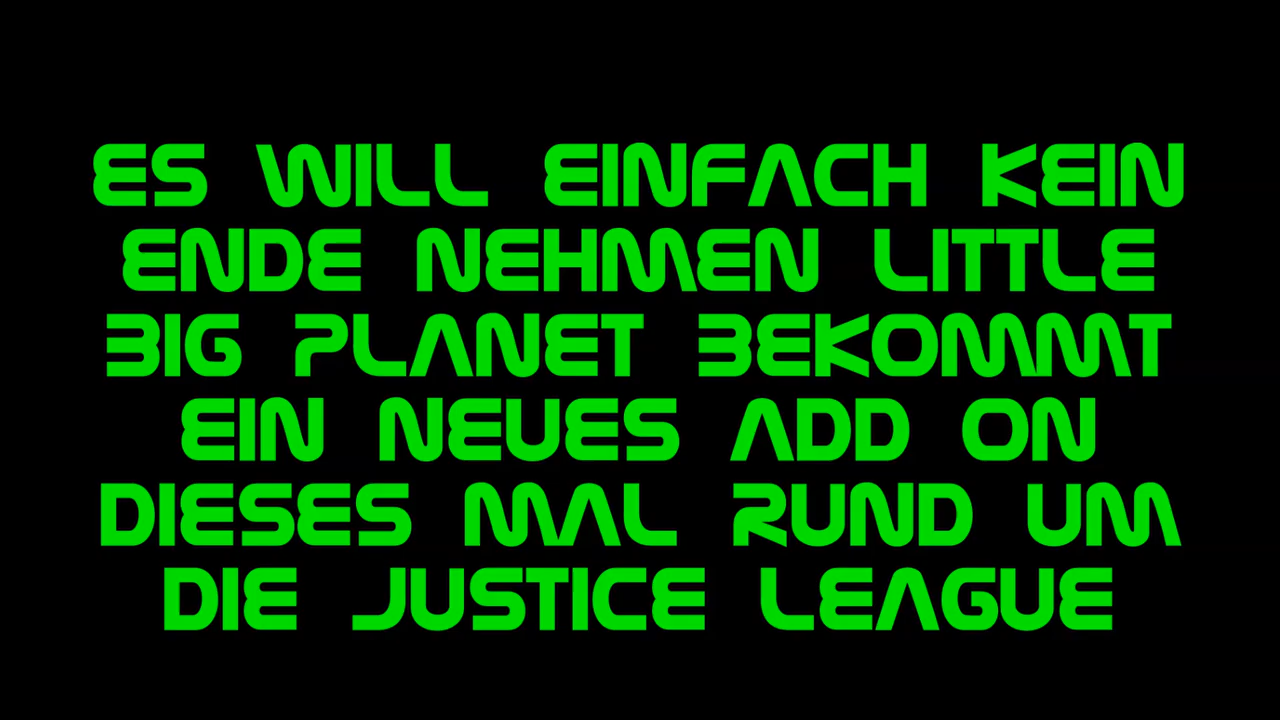 ES WILL EINFACH KEIN
ENDE NEHMEN LITTLE
BIG PLANET BEKOMMT
EIN NEUES ADD ON
DIESES MAL RUND UM
DIE JUSTICE LEAGUE